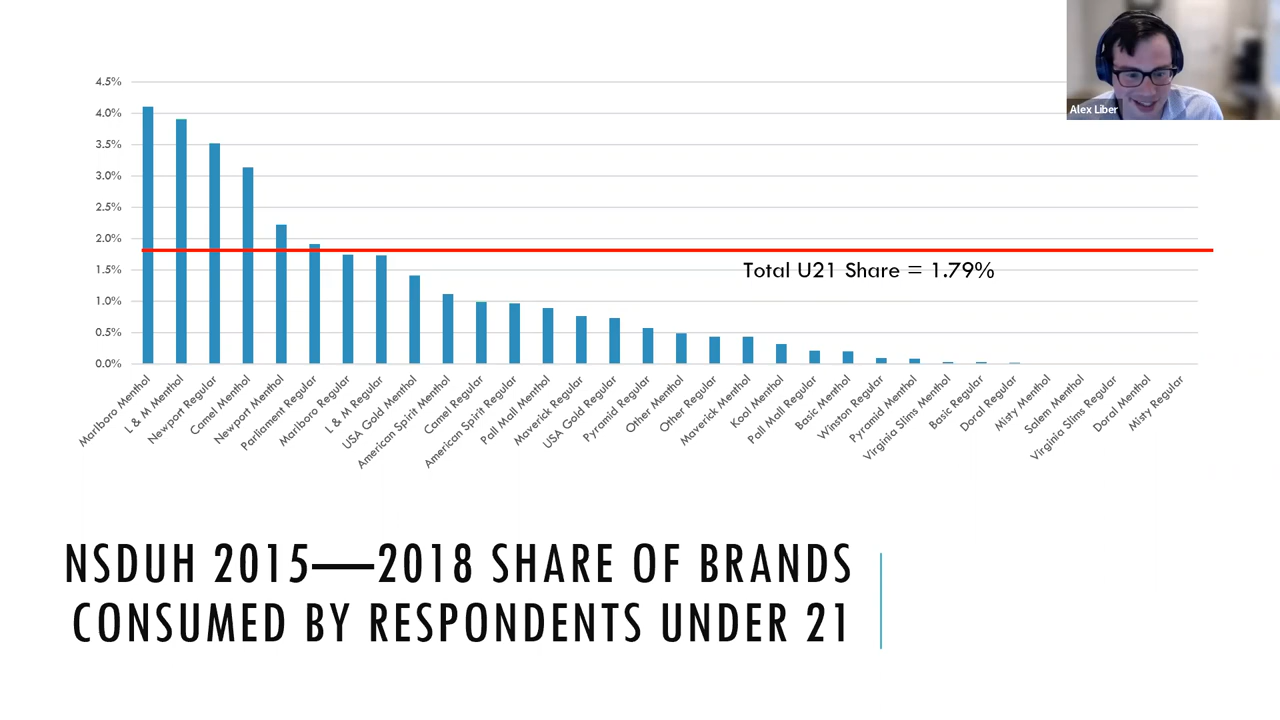 Alex Liber
4.5%
4.0%
3.5%
3.0%
2.5%
2.0%
1.5%
1.0%
0.5%
0.0%
Total U21 Share = 1.79%
Marlboro Menthol
L & M Menthol
Newport Regular
Camel Menthol
Newport Menthol
Parliament Regular
Marlboro Regular
L & M Regular
USA Gold Menthol
American Spirit Menthol
Camel Regular
American Spirit Regular
Pall Mall Menthol
Maverick Regular
USA Gold Regular
Pyramid Regular
Other Menthol
Other Regular
Maverick Menthol
Kool Menthol
Pall Mall Regular
Basic Menthol
Winston Regular
Pyramid Menthol
Virginia Slims Menthol
Basic Regular
Doral Regular
Misty Menthol
Salem Menthol
Virginia Slims Regular
Doral Menthol
Misty Regular
NSDUH 2015—2018 SHARE OF BRANDS
CONSUMED BY RESPONDENTS UNDER 21